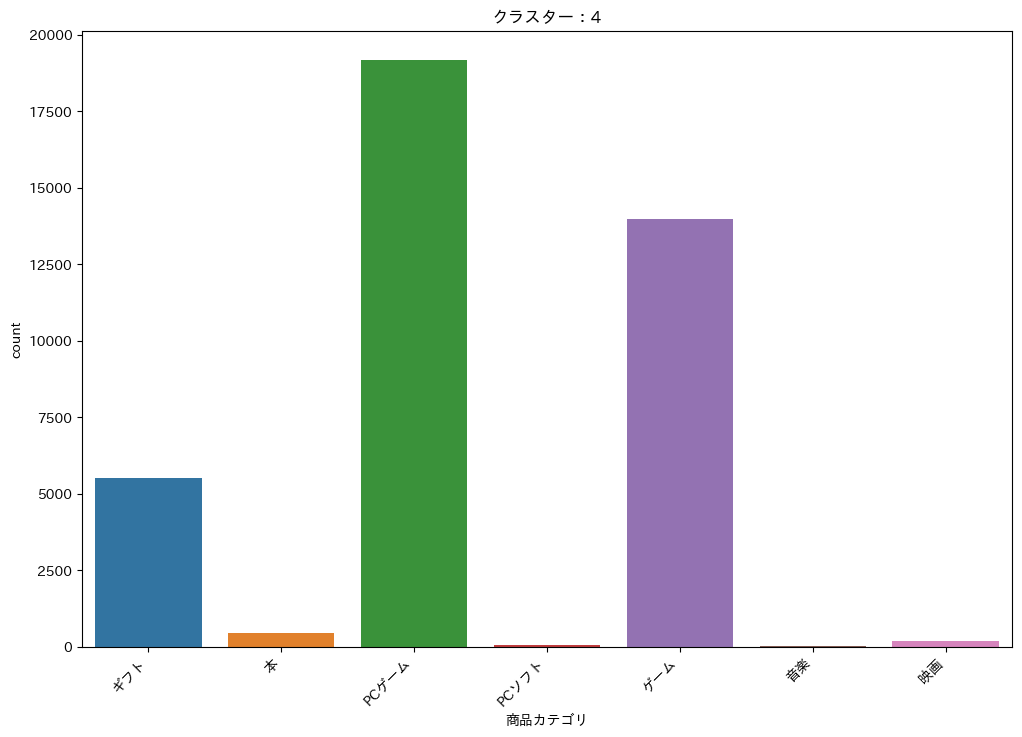 クラスター：4
20000
17500
15000
12500
10000
7500
5000
2500
0
count
ギフト
本
PCゲーム
PCソフト
ゲーム
音楽
映画
商品カテゴリ